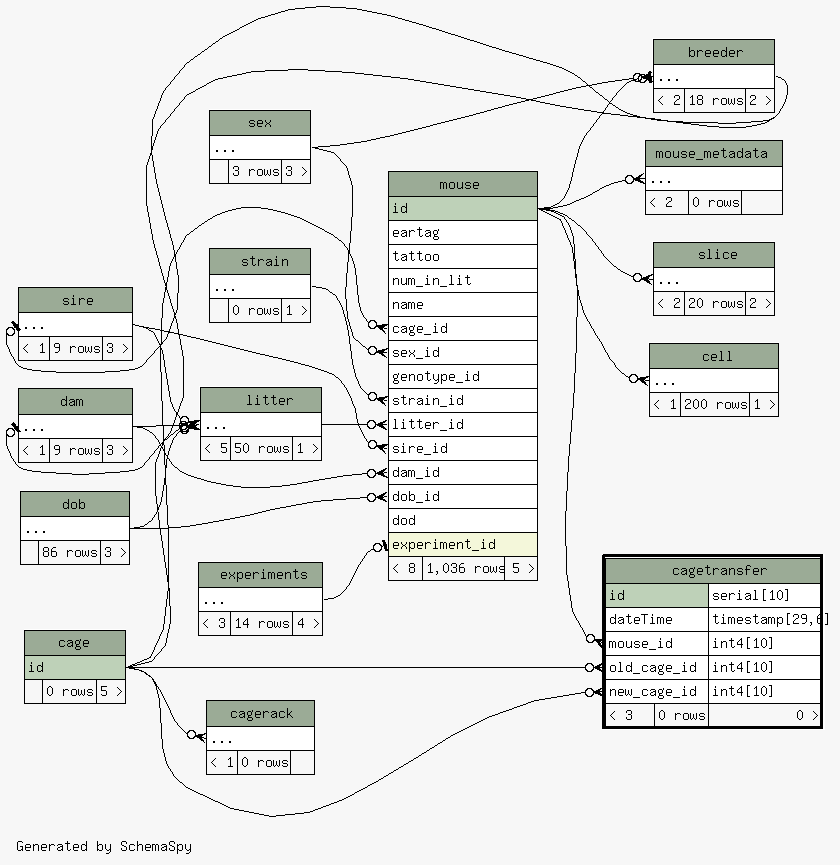 breeder
...
< 2 18 rows 2 >
sex
...
3 rows 3 >
mouse_metadata
...
< 2 0 rows
mouse
id
eartag
tattoo
num_in_lit
name
cage_id
sex_id
genotype_id
strain_id
litter_id
sire_id
dam_id
dob_id
dod
experiment_id
< 8 1,036 rows 5 >
strain
...
0 rows 1 >
slice
...
< 2 20 rows 2 >
sire
...
< 1 9 rows 3 >
cell
...
< 1 200 rows 1 >
dam
...
< 1 9 rows 3 >
litter
...
< 5 50 rows 1 >
dob
...
86 rows 3 >
experiments
...
< 3 14 rows 4 >
cagetransfer
id serial[10]
dateTime timestamp[29,6]
mouse_id int4[10]
old_cage_id int4[10]
new_cage_id int4[10]
< 3 0 rows 0 >
cage
id
0 rows 5 >
cagerack
...
< 1 0 rows
Generated by SchemaSpy